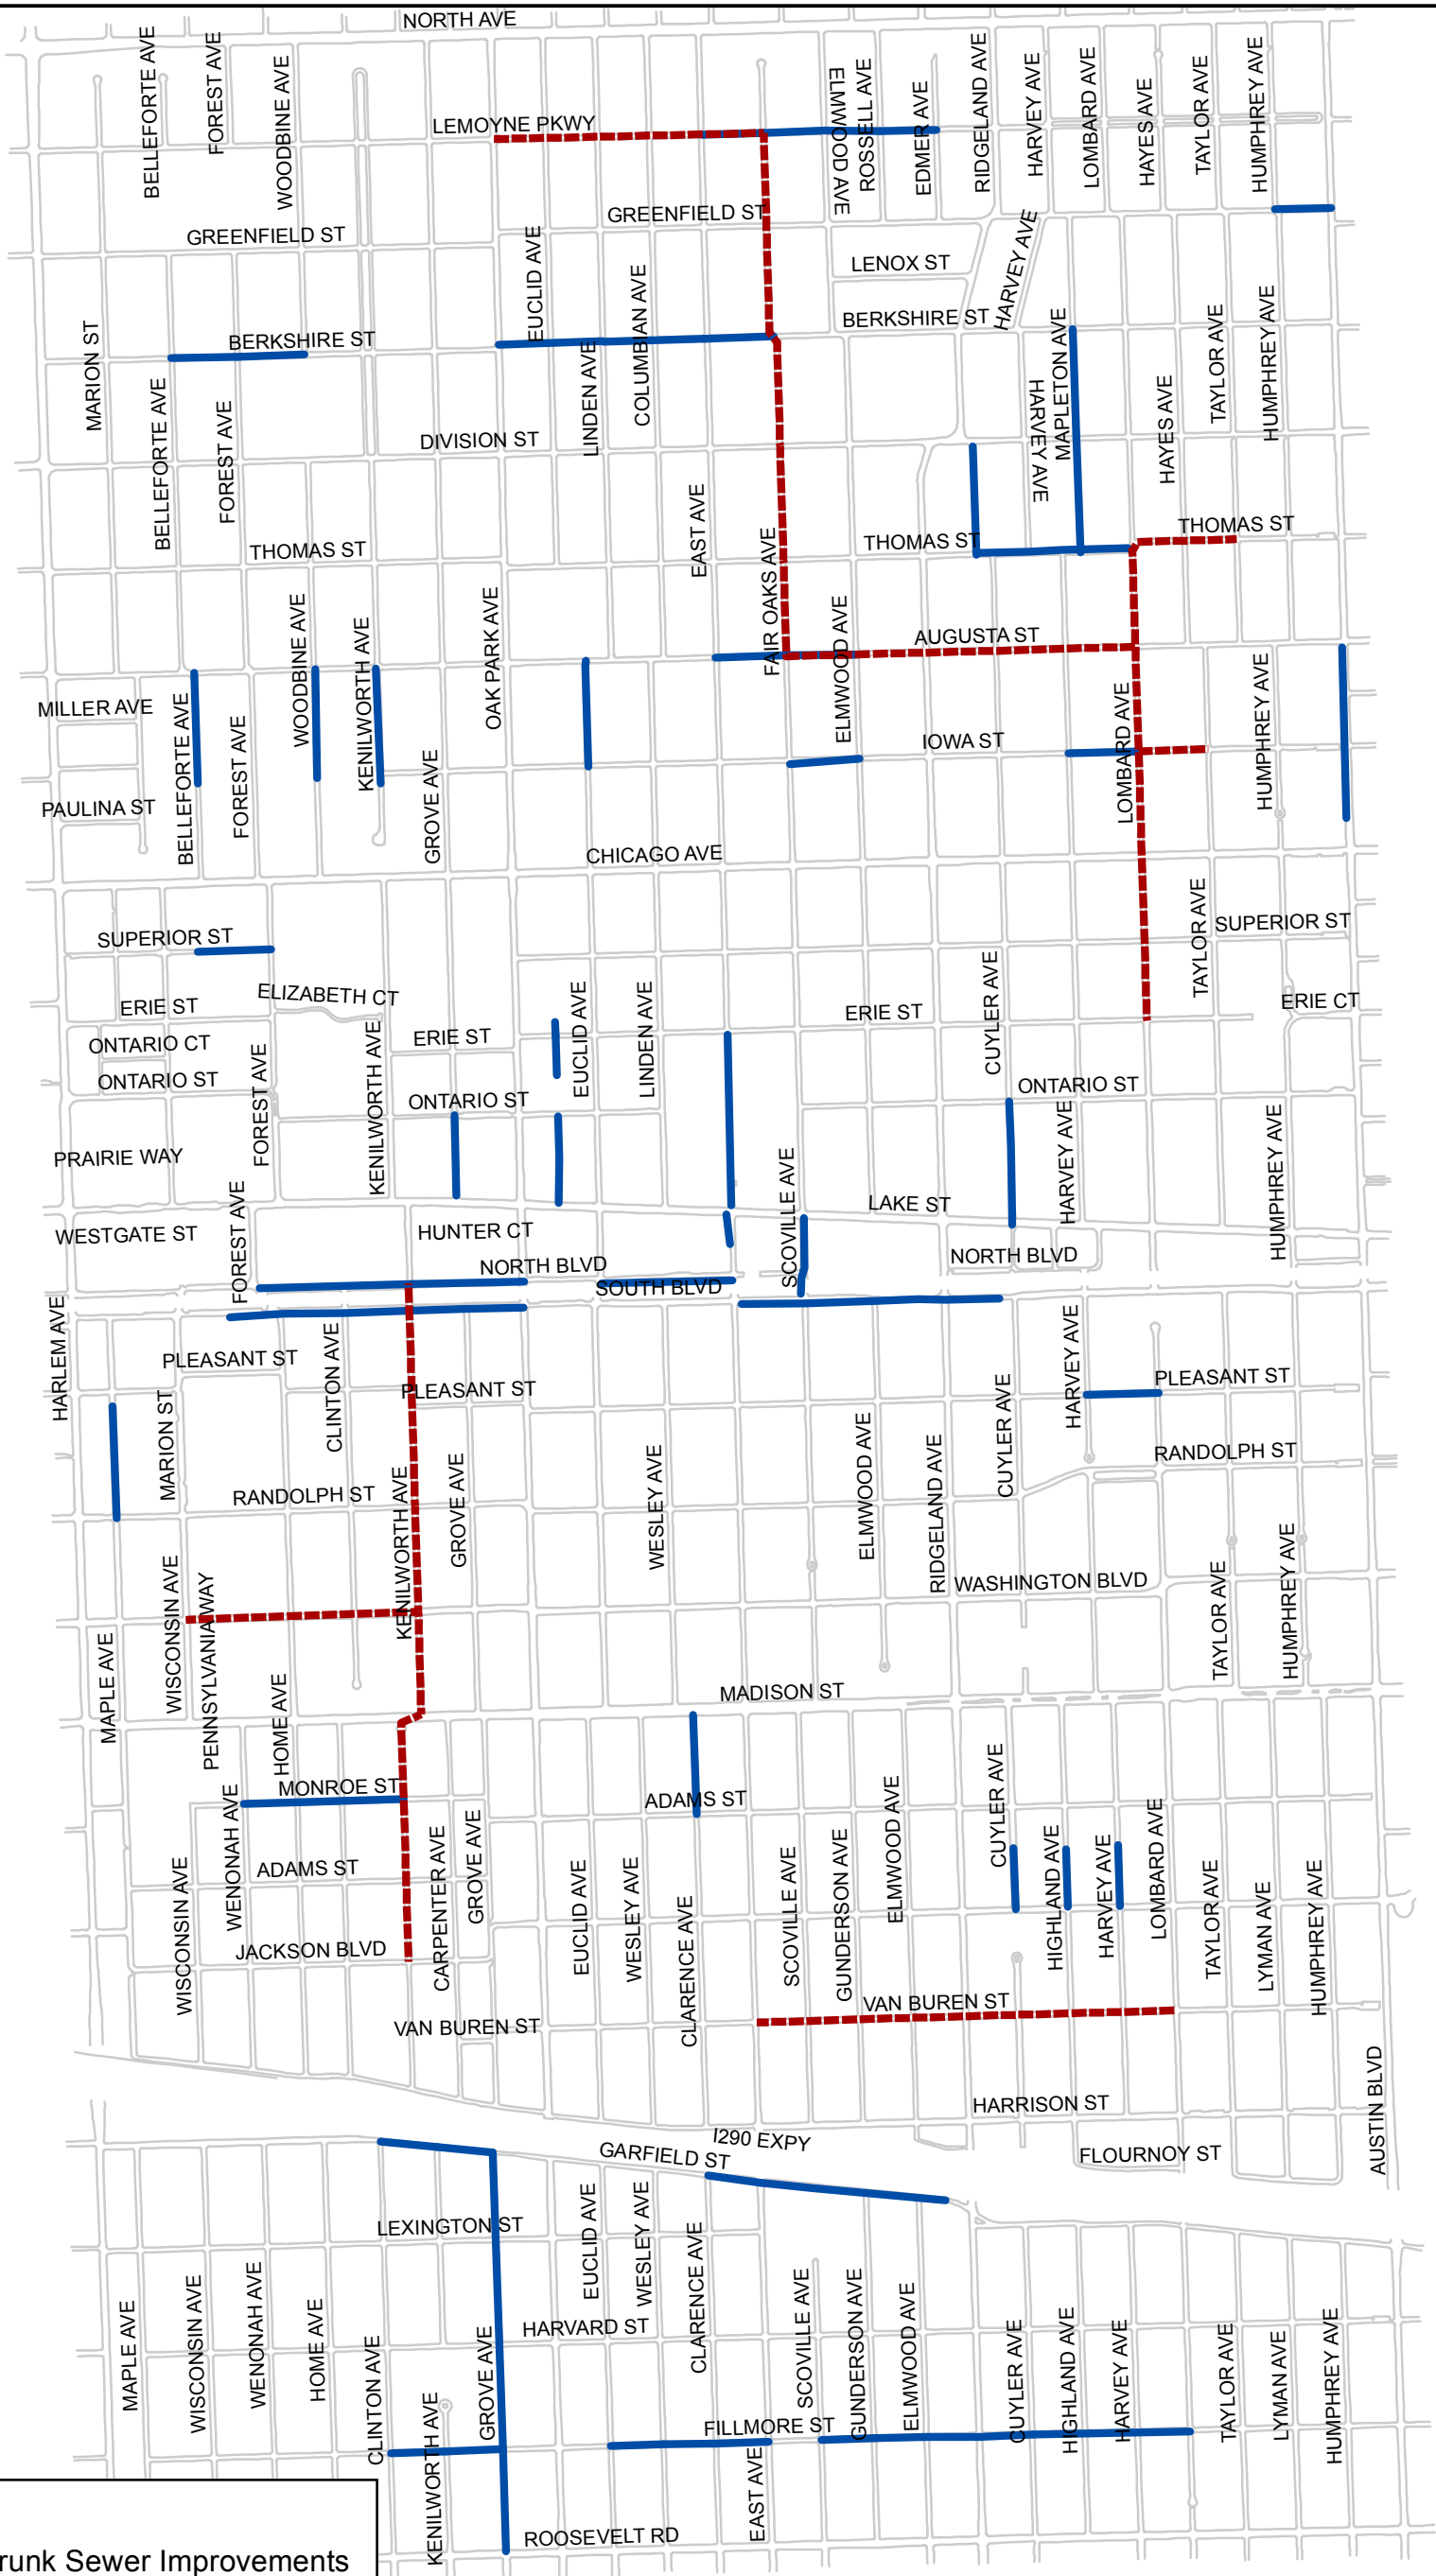 NORTH AVE
BELLEFORTE AVE
FOREST AVE
WOODBINE AVE
LEMOYNE PKWY
ELMWOOD AVE
ROSSELL AVE
EDMER AVE
RIDGELAND AVE
HARVEY AVE
LOMBARD AVE
HAYES AVE
TAYLOR AVE
HUMPHREY AVE
GREENFIELD ST
GREENFIELD ST
EUCLID AVE
COLUMBIAN AVE
LENOX ST
HARVEY AVE
MARION ST
BERKSHIRE ST
BERKSHIRE ST
LINDEN AVE
MAPLETON AVE
HARVEY AVE
HAYES AVE
TAYLOR AVE
HUMPHREY AVE
BELLEFORTE AVE
FOREST AVE
DIVISION ST
EAST AVE
THOMAS ST
THOMAS ST
THOMAS ST
FAIR OAKS AVE
WOODBINE AVE
KENILWORTH AVE
OAK PARK AVE
ELMWOOD AVE
AUGUSTA ST
MILLER AVE
BELLEFORTE AVE
FOREST AVE
GROVE AVE
IOWA ST
LOMBARD AVE
HUMPHREY AVE
PAULINA ST
CHICAGO AVE
SUPERIOR ST
SUPERIOR ST
TAYLOR AVE
ERIE ST
ELIZABETH CT
ERIE ST
EUCLID AVE
LINDEN AVE
ERIE ST
CUYLER AVE
ERIE CT
ONTARIO CT
ONTARIO ST
FOREST AVE
KENILWORTH AVE
ONTARIO ST
ONTARIO ST
HARVEY AVE
HUMPHREY AVE
PRAIRIE WAY
SCOVILLE AVE
LAKE ST
WESTGATE ST
FOREST AVE
HUNTER CT
NORTH BLVD
NORTH BLVD
SOUTH BLVD
HARLEM AVE
PLEASANT ST
CLINTON AVE
PLEASANT ST
HARVEY AVE
PLEASANT ST
MARION ST
CUYLER AVE
ELMWOOD AVE
RIDGELAND AVE
RANDOLPH ST
RANDOLPH ST
KENILWORTH AVE
GROVE AVE
WESLEY AVE
WASHINGTON BLVD
TAYLOR AVE
HUMPHREY AVE
MAPLE AVE
WISCONSIN AVE
PENNSYLVANIA WAY
HOME AVE
MADISON ST
MONROE ST
ADAMS ST
WENONAH AVE
ADAMS ST
WISCONSIN AVE
CARPENTER AVE
GROVE AVE
EUCLID AVE
WESLEY AVE
CLARENCE AVE
SCOVILLE AVE
GUNDERSON AVE
ELMWOOD AVE
CUYLER AVE
HIGHLAND AVE
HARVEY AVE
LOMBARD AVE
TAYLOR AVE
LYMAN AVE
HUMPHREY AVE
JACKSON BLVD
VAN BUREN ST
VAN BUREN ST
AUSTIN BLVD
HARRISON ST
I290 EXPY
GARFIELD ST
FLOURNOY ST
LEXINGTON ST
EUCLID AVE
WESLEY AVE
CLARENCE AVE
HARVARD ST
MAPLE AVE
WISCONSIN AVE
WENONAH AVE
HOME AVE
CLINTON AVE
KENILWORTH AVE
GROVE AVE
SCOVILLE AVE
GUNDERSON AVE
ELMWOOD AVE
CUYLER AVE
HIGHLAND AVE
HARVEY AVE
TAYLOR AVE
LYMAN AVE
HUMPHREY AVE
FILLMORE ST
EAST AVE
ROOSEVELT RD
runk Sewer Improvements